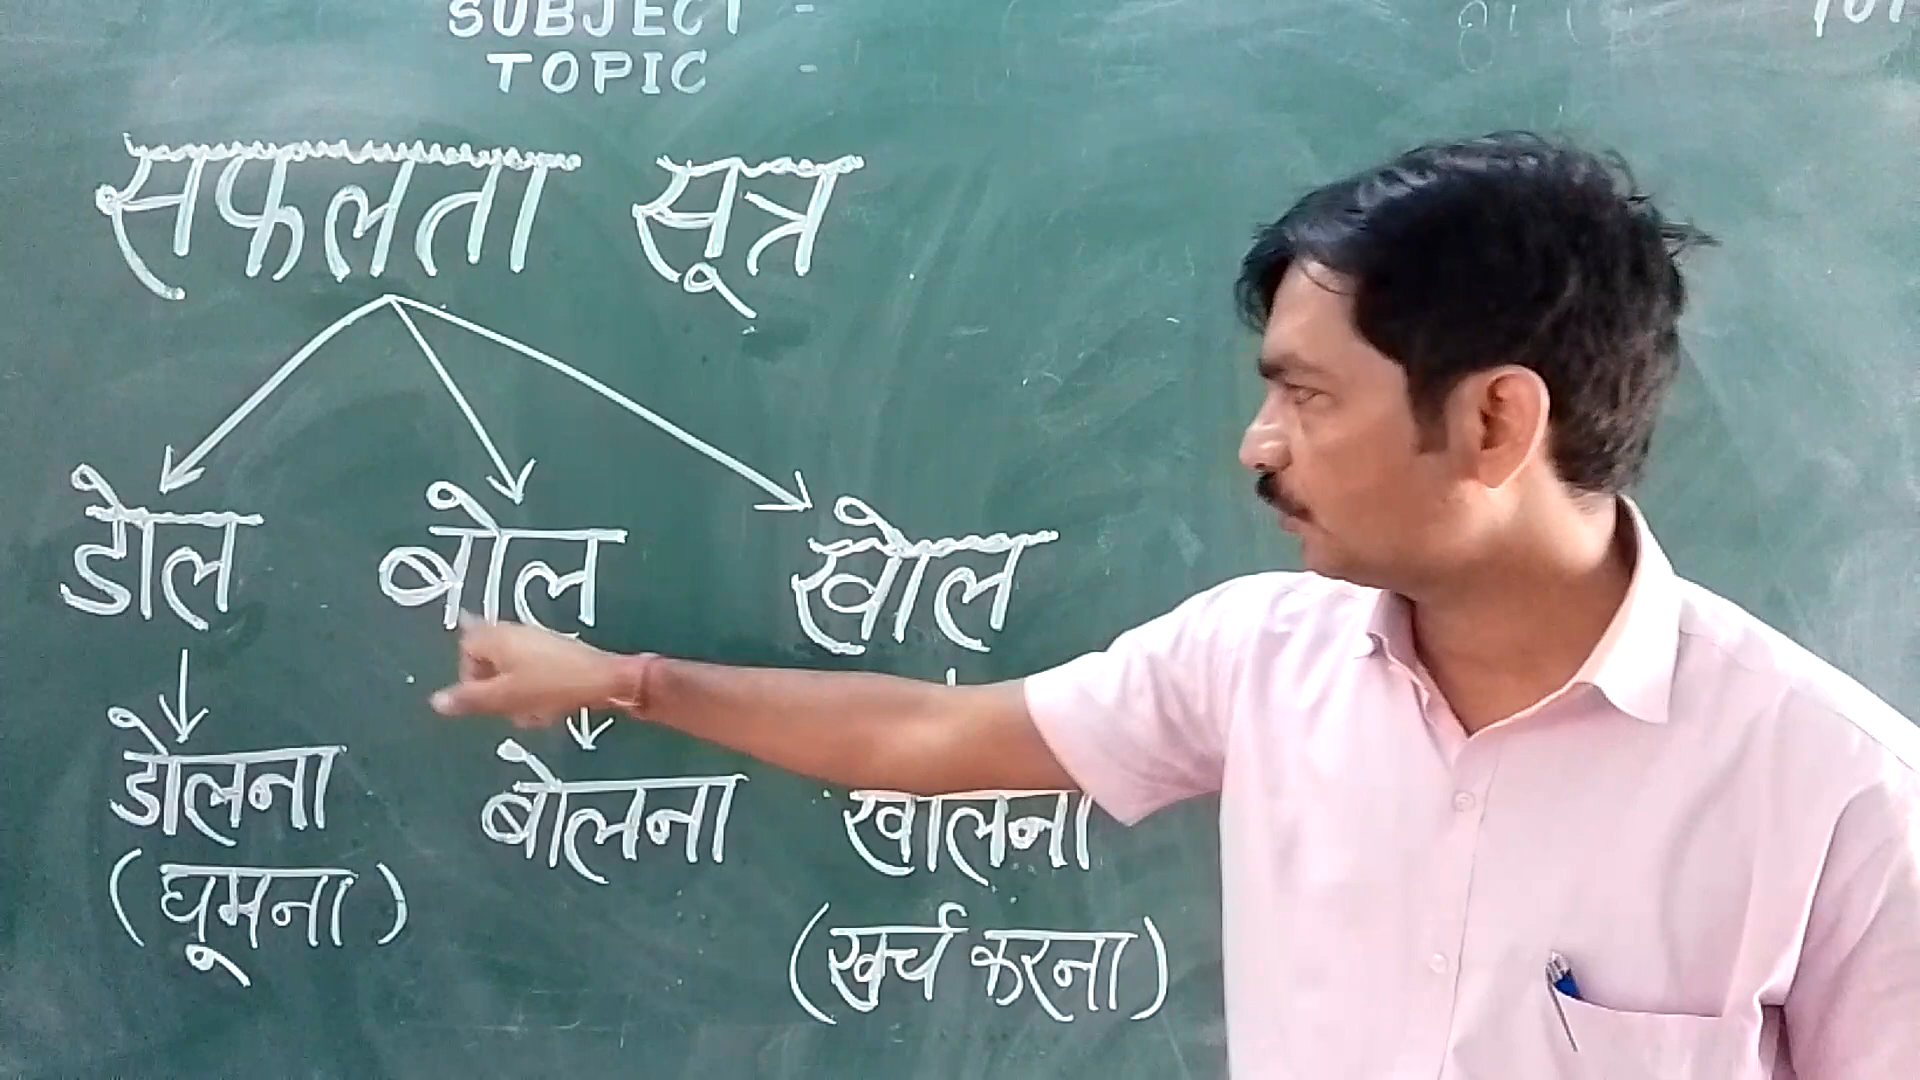 SUBJECT -
TOPIC -
सफलता सूत्र
डोल बोल खोल
डोलना बोलना खोलना
(घूमना) (खर्च करना)